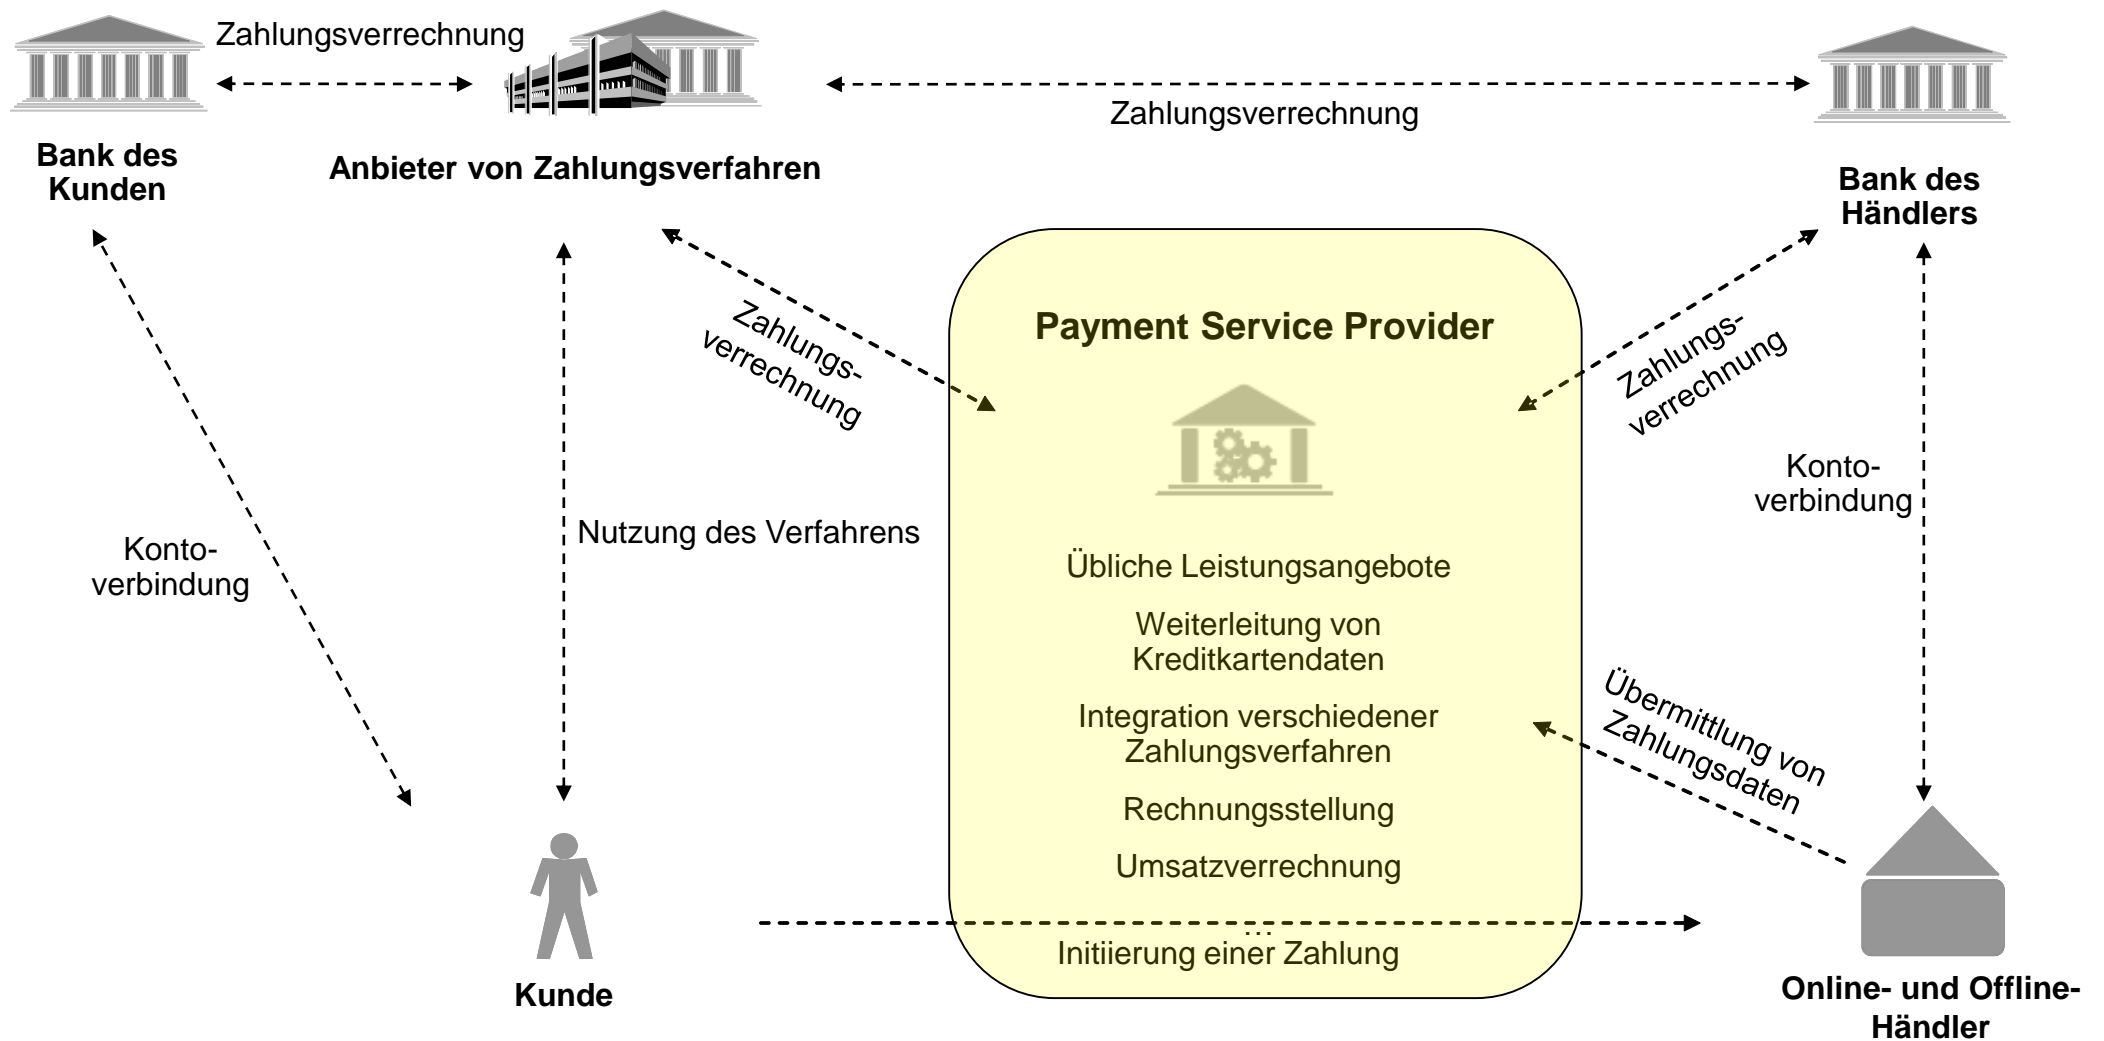 Zahlungsverrechnung
Zahlungsverrechnung
Bank des
Kunden
Anbieter von Zahlungsverfahren
Bank des
Händlers
Payment Service Provider
Zahlungs-
verrechnung
Zahlungs-
verrechnung
Konto-
verbindung
Nutzung des Verfahrens
Konto-
verbindung
Übliche Leistungsangebote
Weiterleitung von
Kreditkartendaten
Integration verschiedener
Zahlungsverfahren
Rechnungsstellung
Umsatzverrechnung
…
Übermittlung von
Zahlungsdaten
Initiierung einer Zahlung
Kunde
Online- und Offline-
Händler